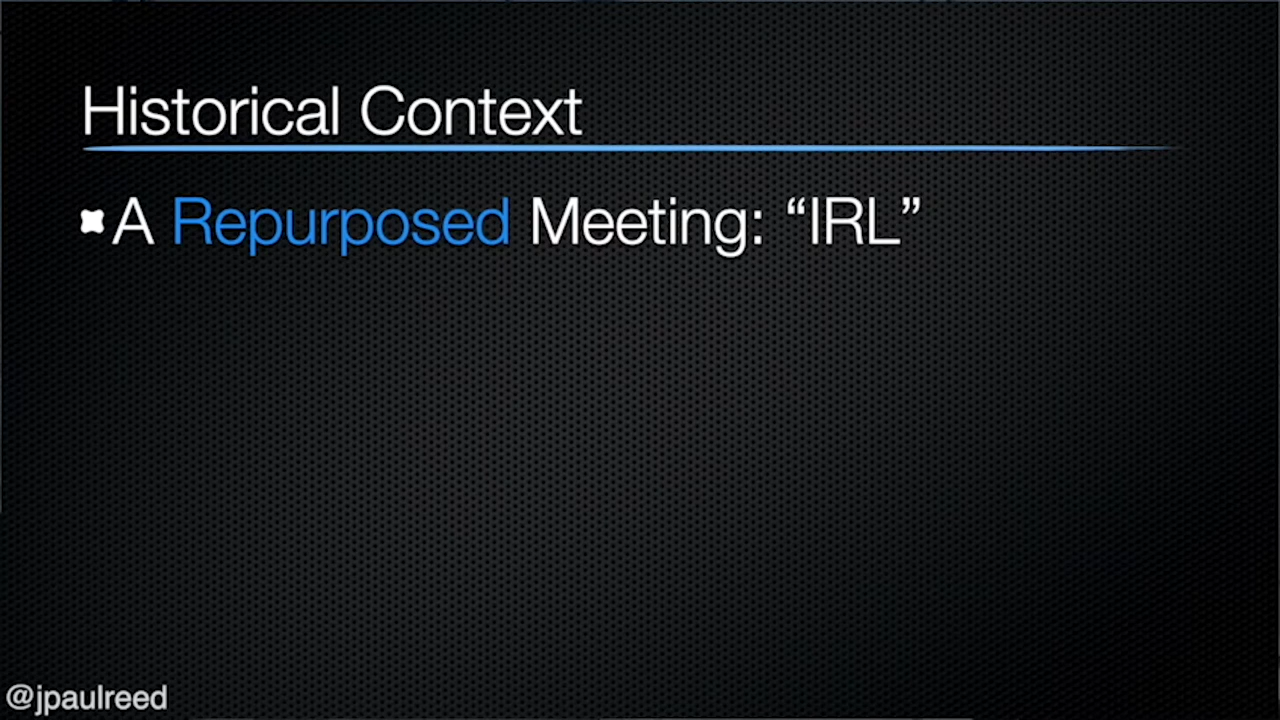 Historical Context
A Repurposed Meeting: “IRL”
@jpaulreed